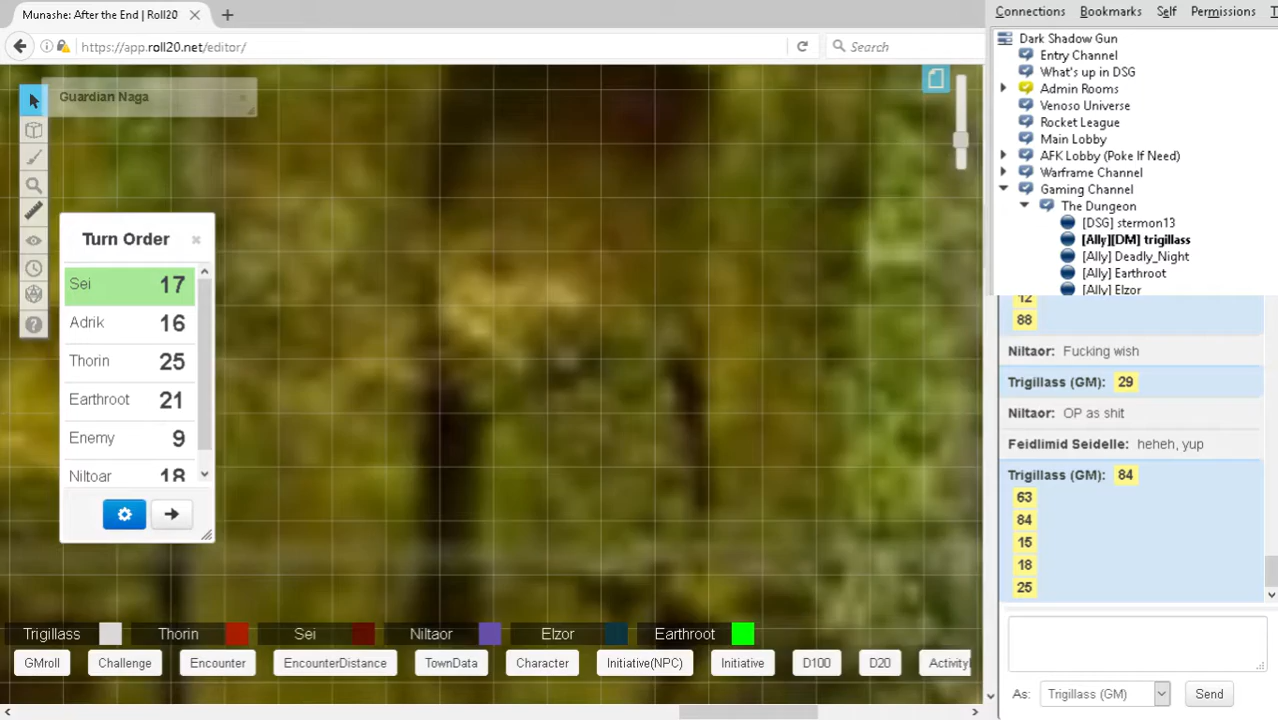 Munashe: After the End | Roll20
https://app.roll20.net/editor/
Search
Guardian Naga
Turn Order
Sei 17
Adrik 16
Thorin 25
Earthroot 21
Enemy 9
Niltoar 18
Trigillass
Thorin
Sei
Niltaor
Elzor
Earthroot
GMroll
Challenge
Encounter
EncounterDistance
TownData
Character
Initiative(NPC)
Initiative
D100
D20
Connections Bookmarks Self Permissions T
Dark Shadow Gun
Entry Channel
What's up in DSG
Admin Rooms
Venoso Universe
Rocket League
Main Lobby
AFK Lobby (Poke If Need)
Warframe Channel
Gaming Channel
The Dungeon
[DSG] stermon13
[Ally][DM] trigillass
[Ally] Deadly_Night
[Ally] Earthroot
[Ally] Elzor
12
88
Niltaor: Fucking wish
Trigillass (GM): 29
Niltaor: OP as shit
Feidlimid Seidelle: heheh, yup
Trigillass (GM): 84
63
84
15
18
25
As: Trigillass (GM) Send